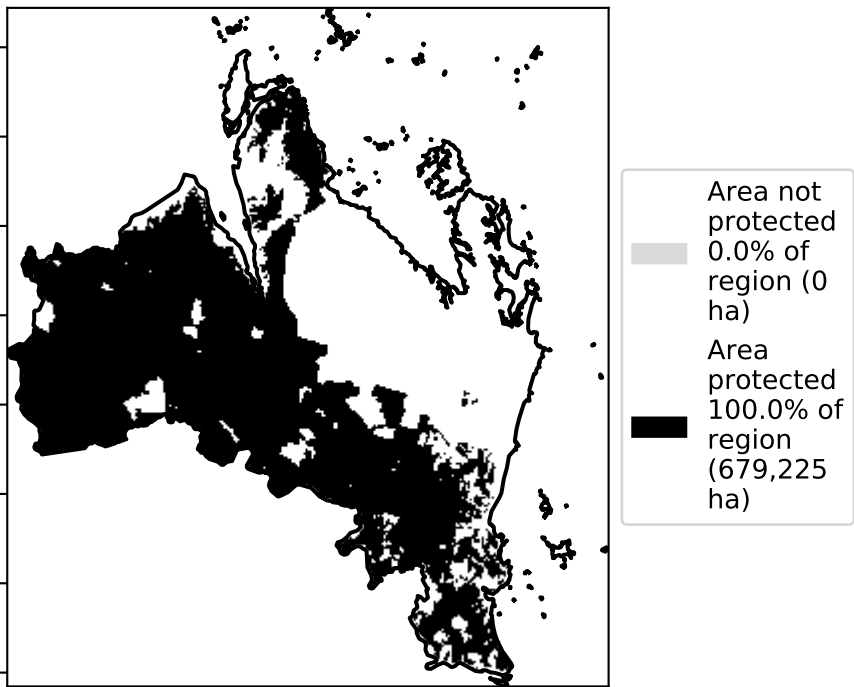 Area not
protected
0.0% of
region (0
ha)
Area
protected
100.0% of
region
(679,225
ha)